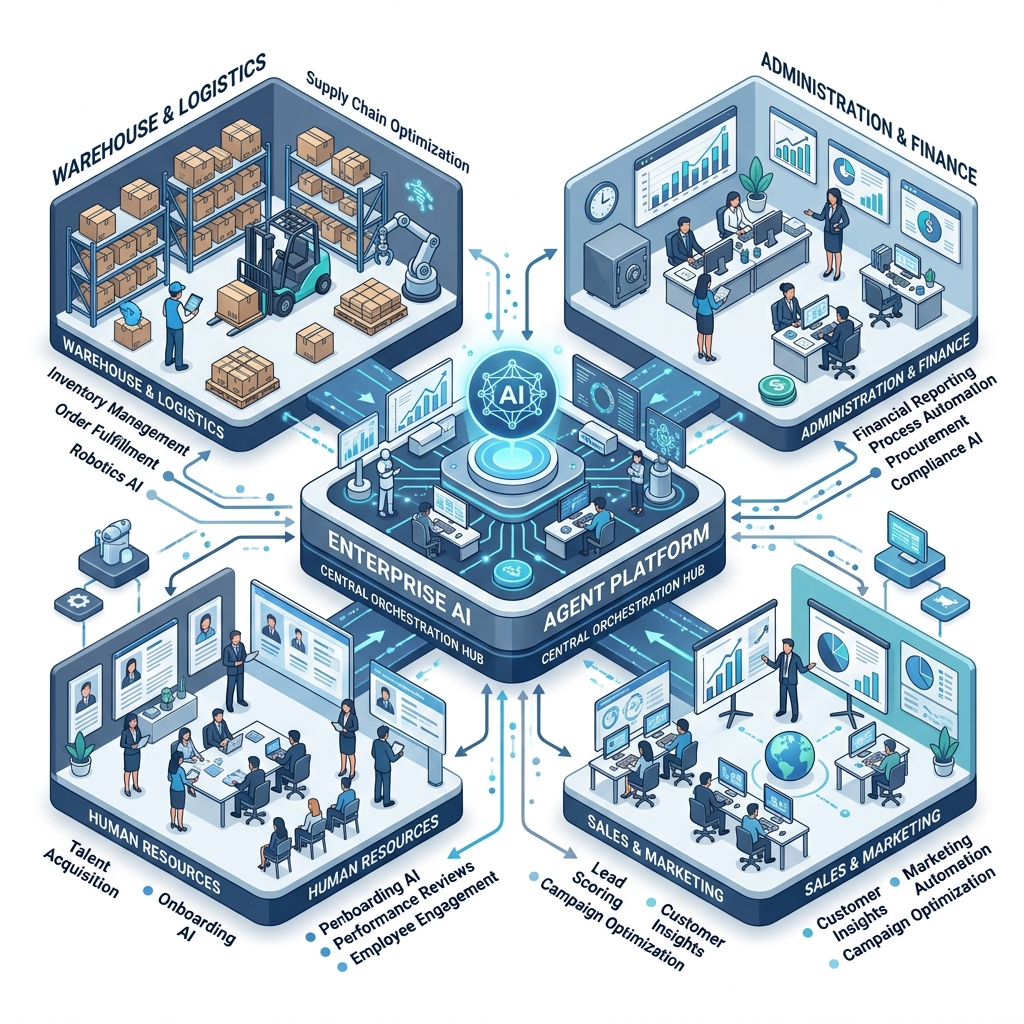 WAREHOUSE & LOGISTICS
Supply Chain Optimization
ADMINISTRATION & FINANCE
WAREHOUSE & LOGISTICS
ADMINISTRATION & FINANCE
Inventory Management
Order Fulfillment
Robotics AI
Financial Reporting
Process Automation
Procurement
Compliance AI
AI
ENTERPRISE AI
CENTRAL ORCHESTRATION HUB
AGENT PLATFORM
CENTRAL ORCHESTRATION HUB
HUMAN RESOURCES
HUMAN RESOURCES
SALES & MARKETING
SALES & MARKETING
Talent
Acquisition
Onboarding
AI
Penboarding AI
Performance Reviews
Employee Engagement
Lead
Scoring
Campaign Optimization
Customer
Insights
Marketing
Automation
Customer
Insights
Campaign Optimization